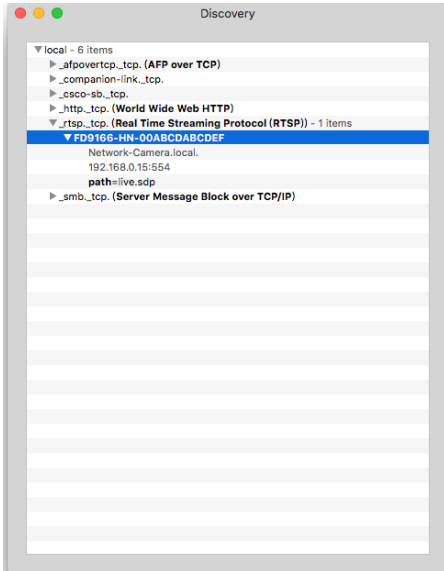 Discovery
local - 6 items
_afpovertcp._tcp. (AFP over TCP)
_companion-link._tcp.
_csco-sb._tcp.
_http._tcp. (World Wide Web HTTP)
_rtsp._tcp. (Real Time Streaming Protocol (RTSP)) - 1 items
FD9166-HN-00ABCDABCDEF
Network-Camera.local.
192.168.0.15:554
path=live.sdp
_smb._tcp. (Server Message Block over TCP/IP)